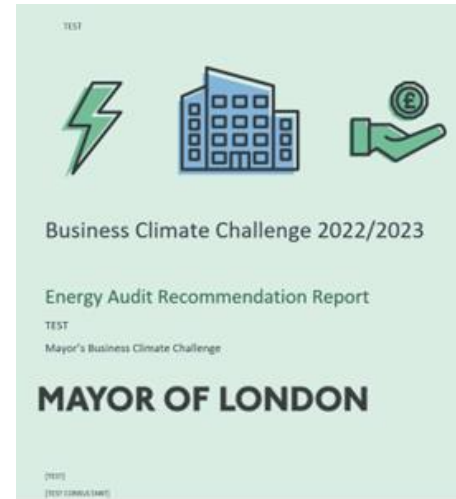 TEST
£
Business Climate Challenge 2022/2023
Energy Audit Recommendation Report
TEST
Mayor's Business Climate Challenge
MAYOR OF LONDON
[TEST]
[TEST CONSULTANT]